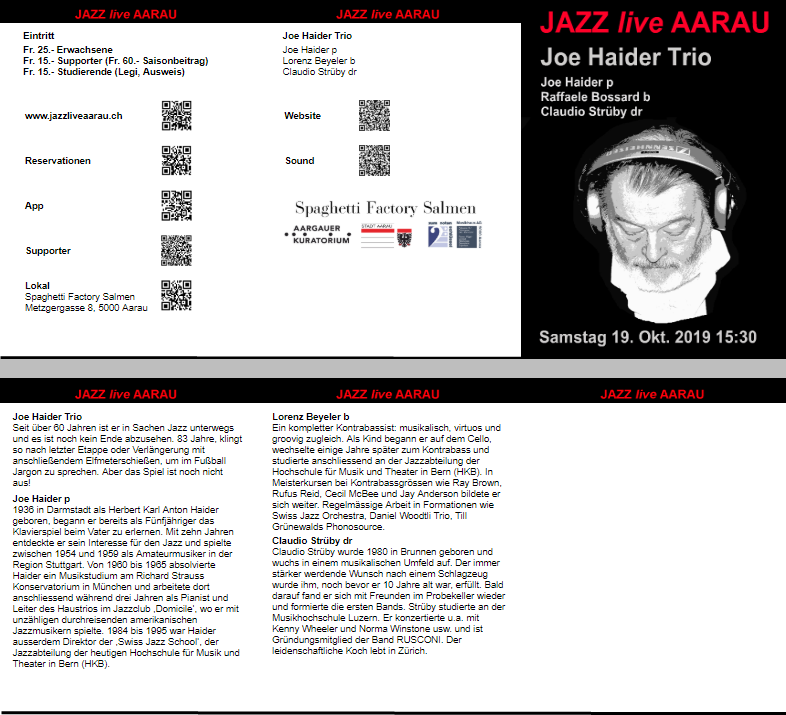 JAZZ live AARAU
Eintritt
Fr. 25.- Erwachsene
Fr. 15.- Supporter (Fr. 60.- Saisonbeitrag)
Fr. 15.- Studierende (Legi, Ausweis)
www.jazzliveaarau.ch
Reservationen
App
Supporter
Lokal
Spaghetti Factory Salmen
Metzgergasse 8, 5000 Aarau
JAZZ live AARAU
Joe Haider Trio
Joe Haider p
Lorenz Beyeler b
Claudio Strüby dr
Website
Sound
Spaghetti Factory Salmen
AARGAUER
KURATORIUM
STADT AARAU
JAZZ live AARAU
Joe Haider Trio
Joe Haider p
Raffaele Bossard b
Claudio Strüby dr
SENNHEISER
Samstag 19. Okt. 2019 15:30
JAZZ live AARAU
Joe Haider Trio
Seit über 60 Jahren ist er in Sachen Jazz unterwegs
und es ist noch kein Ende abzusehen. 83 Jahre, klingt
so nach letzter Etappe oder Verlängerung mit
anschließendem Elfmeterschießen, um im Fußball
Jargon zu sprechen. Aber das Spiel ist noch nicht
aus!
Joe Haider p
1936 in Darmstadt als Herbert Karl Anton Haider
geboren, begann er bereits als Fünfjähriger das
Klavierspiel beim Vater zu erlernen. Mit zehn Jahren
entdeckte er sein Interesse für den Jazz und spielte
zwischen 1954 und 1959 als Amateurmusiker in der
Region Stuttgart. Von 1960 bis 1965 absolvierte
Haider ein Musikstudium am Richard Strauss
Konservatorium in München und arbeitete dort
anschliessend während drei Jahren als Pianist und
Leiter des Haustrios im Jazzclub ‚Domicile', wo er mit
unzähligen durchreisenden amerikanischen
Jazzmusikern spielte. 1984 bis 1995 war Haider
ausserdem Direktor der ‚Swiss Jazz School', der
Jazzabteilung der heutigen Hochschule für Musik und
Theater in Bern (HKB).
JAZZ live AARAU
Lorenz Beyeler b
Ein kompletter Kontrabassist: musikalisch, virtuos und
groovig zugleich. Als Kind begann er auf dem Cello,
wechselte einige Jahre später zum Kontrabass und
studierte anschliessend an der Jazzabteilung der
Hochschule für Musik und Theater in Bern (HKB). In
Meisterkursen bei Kontrabassgrössen wie Ray Brown,
Rufus Reid, Cecil McBee und Jay Anderson bildete er
sich weiter. Regelmässige Arbeit in Formationen wie
Swiss Jazz Orchestra, Daniel Woodtli Trio, Till
Grünewalds Phonosource.
Claudio Strüby dr
Claudio Strüby wurde 1980 in Brunnen geboren und
wuchs in einem musikalischen Umfeld auf. Der immer
stärker werdende Wunsch nach einem Schlagzeug
wurde ihm, noch bevor er 10 Jahre alt war, erfüllt. Bald
darauf fand er sich mit Freunden im Probekeller wieder
und formierte die ersten Bands. Strüby studierte an der
Musikhochschule Luzern. Er konzertierte u.a. mit
Kenny Wheeler und Norma Winstone usw. und ist
Gründungsmitglied der Band RUSCONI. Der
leidenschaftliche Koch lebt in Zürich.
JAZZ live AARAU